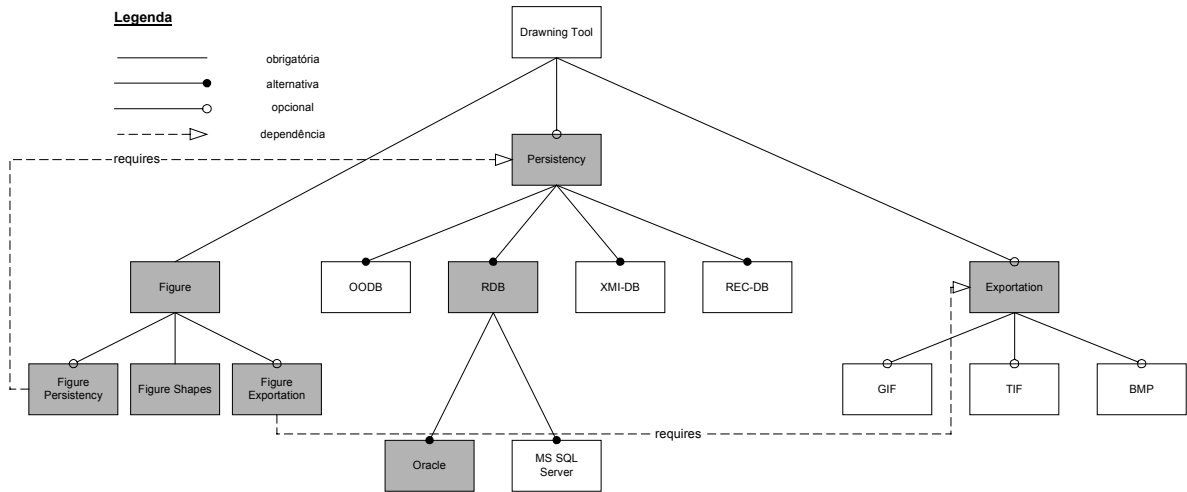 Legenda
obrigatória
alternativa
opcional
dependência
Drawning Tool
requires
Persistency
Figure
OODB
RDB
XMI-DB
REC-DB
Exportation
Figure
Persistency
Figure Shapes
Figure
Exportation
GIF
TIF
BMP
requires
Oracle
MS SQL
Server